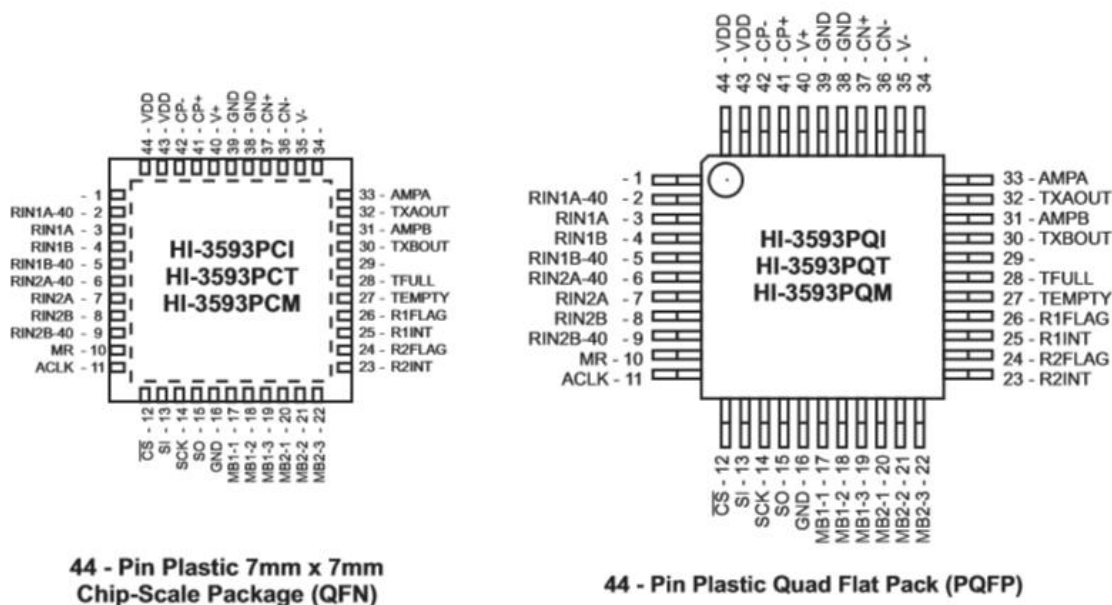 44 - VDD
43 - VDD
42 - CP-
41 - CP+
40 - V+
39 - GND
38 - GND
37 - CN+
36 - CN-
35 - V-
34 -
- 1
RIN1A-40 - 2
RIN1A - 3
RIN1B - 4
RIN1B-40 - 5
RIN2A-40 - 6
RIN2A - 7
RIN2B - 8
RIN2B-40 - 9
MR - 10
ACLK - 11
HI-3593PCI
HI-3593PCT
HI-3593PCM
33 - AMPA
32 - TXAOUT
31 - AMPB
30 - TXBOUT
29 -
28 - TFULL
27 - TEMPTY
26 - R1FLAG
25 - R1INT
24 - R2FLAG
23 - R2INT
CS - 12
SI - 13
SCK - 14
SO - 15
GND - 16
MB1-1 - 17
MB1-2 - 18
MB1-3 - 19
MB2-1 - 20
MB2-2 - 21
MB2-3 - 22
44 - Pin Plastic 7mm x 7mm
Chip-Scale Package (QFN)
44 - VDD
43 - VDD
42 - CP-
41 - CP+
40 - V+
39 - GND
38 - GND
37 - CN+
36 - CN-
35 - V-
34 -
- 1
RIN1A-40 - 2
RIN1A - 3
RIN1B - 4
RIN1B-40 - 5
RIN2A-40 - 6
RIN2A - 7
RIN2B - 8
RIN2B-40 - 9
MR - 10
ACLK - 11
HI-3593PQI
HI-3593PQT
HI-3593PQM
33 - AMPA
32 - TXAOUT
31 - AMPB
30 - TXBOUT
29 -
28 - TFULL
27 - TEMPTY
26 - R1FLAG
25 - R1INT
24 - R2FLAG
23 - R2INT
CS - 12
SI - 13
SCK - 14
SO - 15
GND - 16
MB1-1 - 17
MB1-2 - 18
MB1-3 - 19
MB2-1 - 20
MB2-2 - 21
MB2-3 - 22
44 - Pin Plastic Quad Flat Pack (PQFP)